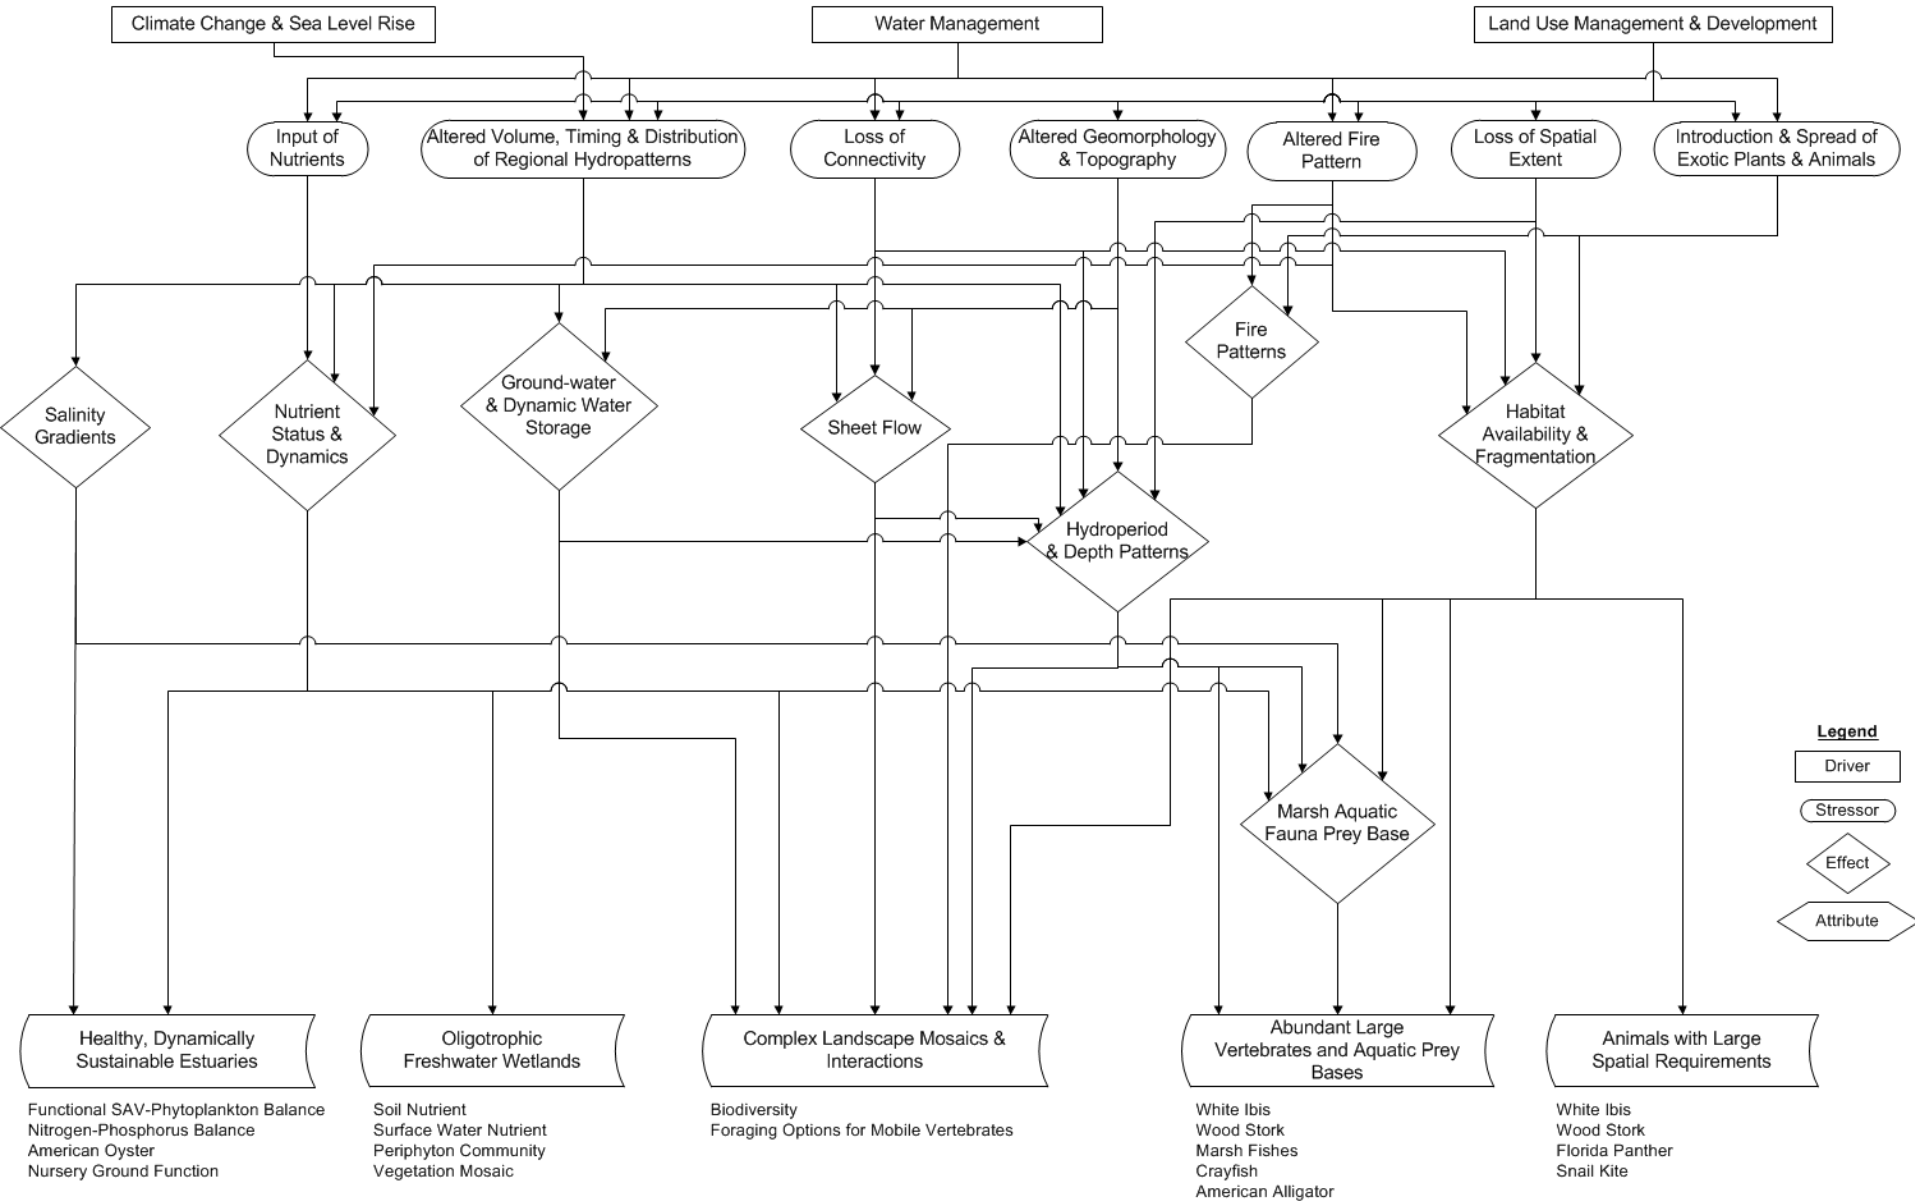 Climate Change & Sea Level Rise
Water Management
Land Use Management & Development
Input of
Nutrients
Altered Volume, Timing & Distribution
of Regional Hydropatterns
Loss of
Connectivity
Altered Geomorphology
& Topography
Altered Fire
Pattern
Loss of Spatial
Extent
Introduction & Spread of
Exotic Plants & Animals
Fire
Patterns
Salinity
Gradients
Nutrient
Status &
Dynamics
Ground-water
& Dynamic Water
Storage
Sheet Flow
Habitat
Availability &
Fragmentation
Hydroperiod
& Depth Patterns
Marsh Aquatic
Fauna Prey Base
Legend
Driver
Stressor
Effect
Attribute
Healthy, Dynamically
Sustainable Estuaries
Functional SAV-Phytoplankton Balance
Nitrogen-Phosphorus Balance
American Oyster
Nursery Ground Function
Oligotrophic
Freshwater Wetlands
Soil Nutrient
Surface Water Nutrient
Periphyton Community
Vegetation Mosaic
Complex Landscape Mosaics &
Interactions
Biodiversity
Foraging Options for Mobile Vertebrates
Abundant Large
Vertebrates and Aquatic Prey
Bases
White Ibis
Wood Stork
Marsh Fishes
Crayfish
American Alligator
Animals with Large
Spatial Requirements
White Ibis
Wood Stork
Florida Panther
Snail Kite